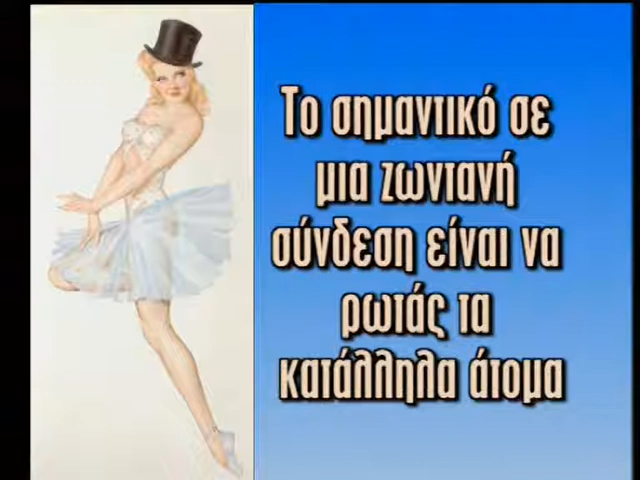 Το σημαντικό σε
μια ζωντανή
σύνδεση είναι να
ρωτάς τα
κατάλληλα άτομα